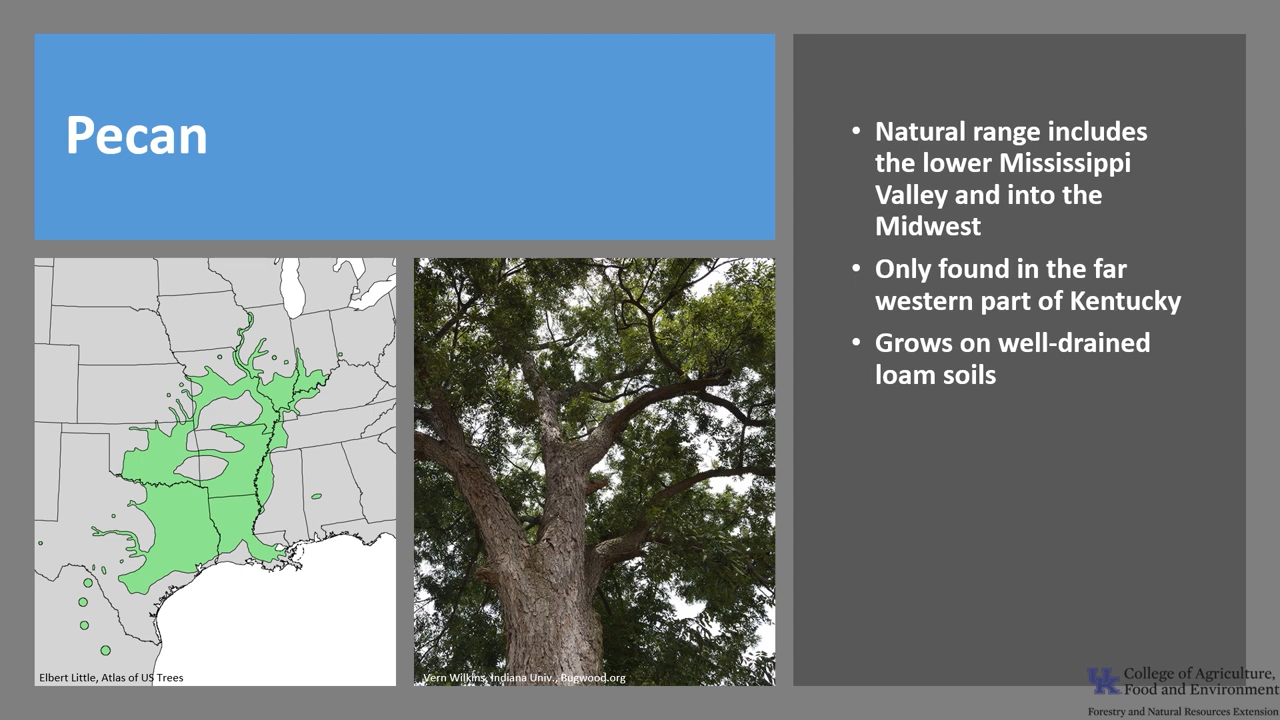 Pecan
• Natural range includes
the lower Mississippi
Valley and into the
Midwest
• Only found in the far
western part of Kentucky
• Grows on well-drained
loam soils
Elbert Little, Atlas of US Trees
Vern Wilkins, Indiana Univ., Bugwood.org
UK College of Agriculture,
Food and Environment
Forestry and Natural Resources Extension